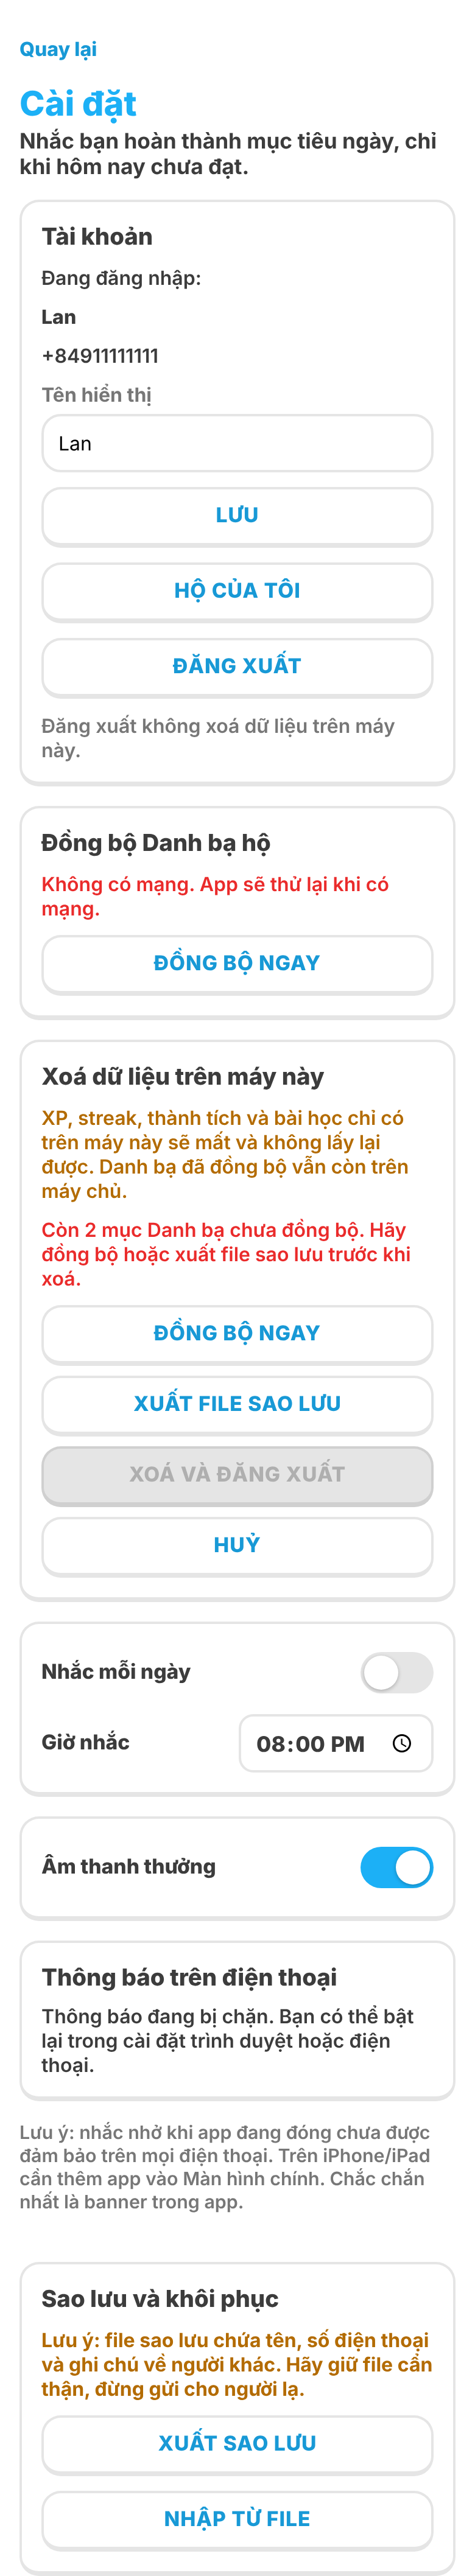 Quay lại
Cài đặt
Nhắc bạn hoàn thành mục tiêu ngày, chỉ
khi hôm nay chưa đạt.
Tài khoản
Đang đăng nhập:
Lan
+84911111111
Tên hiển thị
Lan
LƯU
HỘ CỦA TÔI
ĐĂNG XUẤT
Đăng xuất không xoá dữ liệu trên máy
này.
Đồng bộ Danh bạ hộ
Không có mạng. App sẽ thử lại khi có
mạng.
ĐỒNG BỘ NGAY
Xoá dữ liệu trên máy này
XP, streak, thành tích và bài học chỉ có
trên máy này sẽ mất và không lấy lại
được. Danh bạ đã đồng bộ vẫn còn trên
máy chủ.
Còn 2 mục Danh bạ chưa đồng bộ. Hãy
đồng bộ hoặc xuất file sao lưu trước khi
xoá.
ĐỒNG BỘ NGAY
XUẤT FILE SAO LƯU
XOÁ VÀ ĐĂNG XUẤT
HUỶ
Nhắc mỗi ngày
Giờ nhắc
08:00 PM
Âm thanh thưởng
Thông báo trên điện thoại
Thông báo đang bị chặn. Bạn có thể bật
lại trong cài đặt trình duyệt hoặc điện
thoại.
Lưu ý: nhắc nhở khi app đang đóng chưa được
đảm bảo trên mọi điện thoại. Trên iPhone/iPad
cần thêm app vào Màn hình chính. Chắc chắn
nhất là banner trong app.
Sao lưu và khôi phục
Lưu ý: file sao lưu chứa tên, số điện thoại
và ghi chú về người khác. Hãy giữ file cẩn
thận, đừng gửi cho người lạ.
XUẤT SAO LƯU
NHẬP TỪ FILE